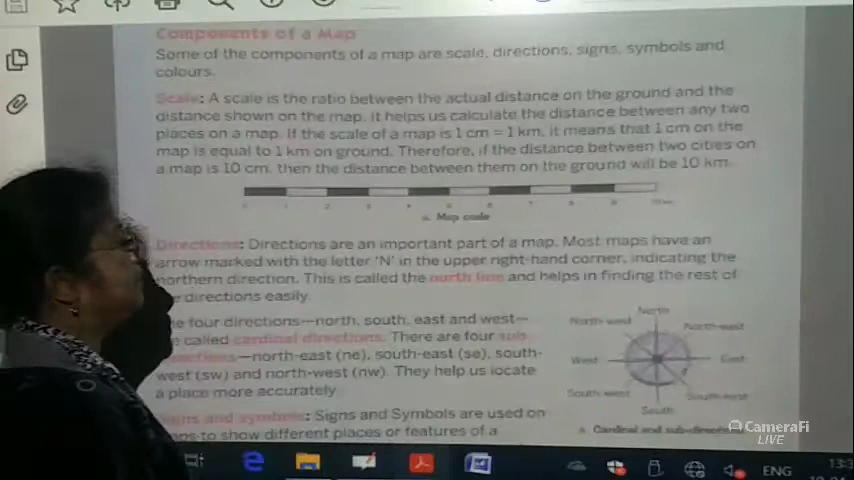 Components of a Map
Some of the components of a map are scale, directions, signs, symbols and
colours.
Scale: A scale is the ratio between the actual distance on the ground and the
distance shown on the map. It helps us calculate the distance between any two
places on a map. If the scale of a map is 1 cm = 1 km, it means that 1 cm on the
map is equal to 1 km on ground. Therefore, if the distance between two cities on
a map is 10 cm, then the distance between them on the ground will be 10 km.
a. Map scale
Directions: Directions are an important part of a map. Most maps have an
arrow marked with the letter 'N' in the upper right-hand corner, indicating the
northern direction. This is called the north line and helps in finding the rest of
directions easily.
four directions—north, south, east and west—
called cardinal directions. There are four sub
—north-east (ne), south-east (se), south-
west (sw) and north-west (nw). They help us locate
a place more accurately
North
North-west
North-east
West
East
South-west
South-east
South
Cardinal and
Signs and symbols: Signs and Symbols are used on
to show different places or features of a
CameraFi
LIVE
ENG